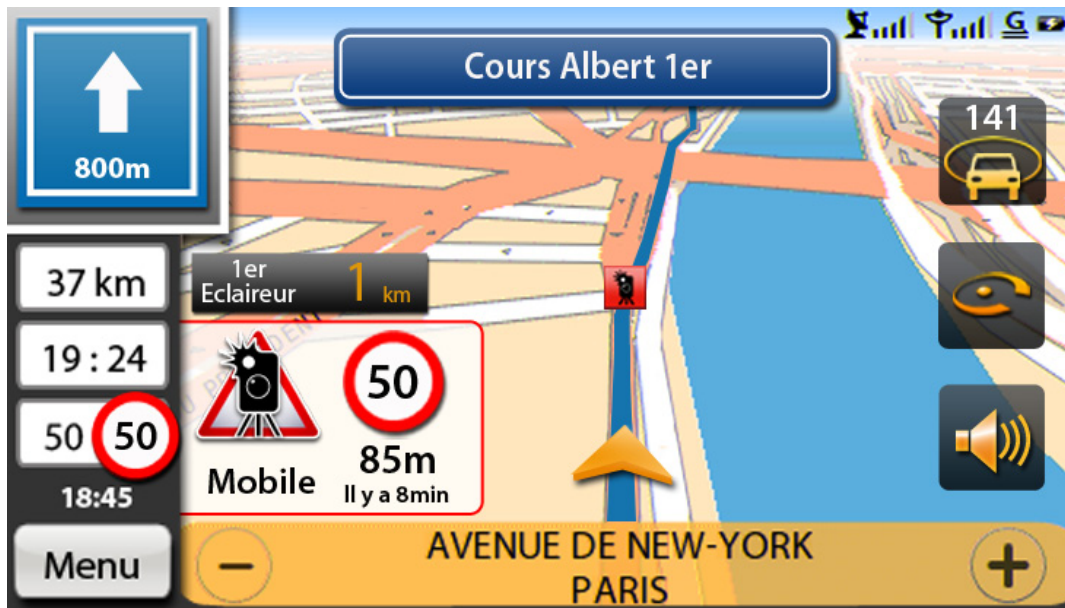 Cours Albert 1er
G
800m
141
37 km
1er
Eclaireur
1 km
19 : 24
50
50
50
85m
Mobile
Il y a 8min
18:45
Menu
AVENUE DE NEW-YORK
PARIS